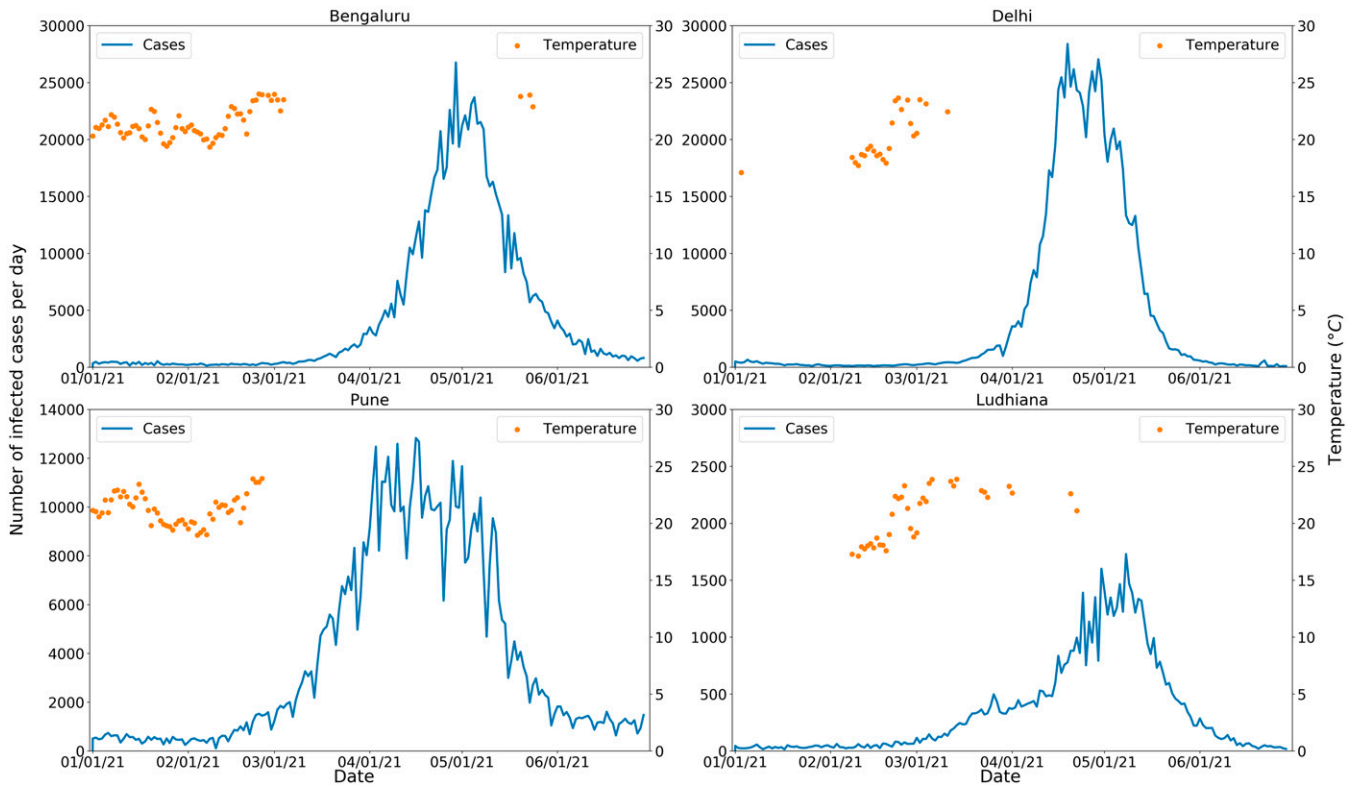 Bengaluru
Cases
Temperature
30000
25000
20000
15000
10000
5000
0
30
25
20
15
10
5
0
01/01/21 02/01/21 03/01/21 04/01/21 05/01/21 06/01/21
Delhi
Cases
Temperature
30000
25000
20000
15000
10000
5000
0
30
25
20
15
10
5
0
01/01/21 02/01/21 03/01/21 04/01/21 05/01/21 06/01/21
Number of infected cases per day
Temperature (°C)
Pune
Cases
Temperature
14000
12000
10000
8000
6000
4000
2000
0
30
25
20
15
10
5
0
01/01/21 02/01/21 03/01/21 04/01/21 05/01/21 06/01/21
Date
Ludhiana
Cases
Temperature
3000
2500
2000
1500
1000
500
0
30
25
20
15
10
5
0
01/01/21 02/01/21 03/01/21 04/01/21 05/01/21 06/01/21
Date